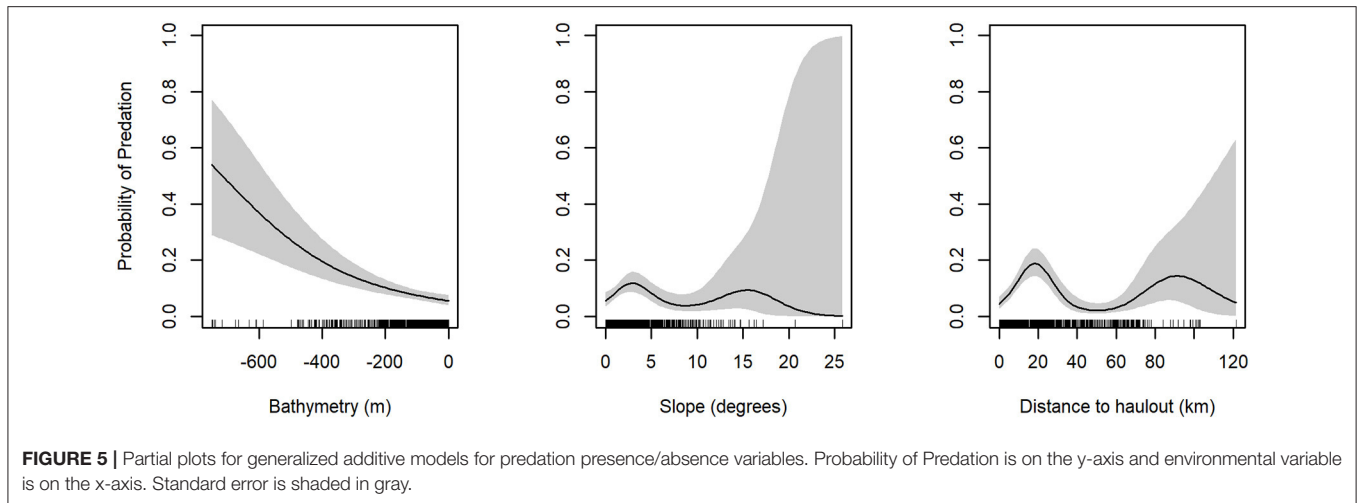 Probability of Predation
1.0
0.8
0.6
0.4
0.2
0.0
-600 -400 -200 0
Bathymetry (m)
1.0
0.8
0.6
0.4
0.2
0.0
0 5 10 15 20 25
Slope (degrees)
1.0
0.8
0.6
0.4
0.2
0.0
0 20 40 60 80 100 120
Distance to haulout (km)
FIGURE 5 | Partial plots for generalized additive models for predation presence/absence variables. Probability of Predation is on the y-axis and environmental variable
is on the x-axis. Standard error is shaded in gray.